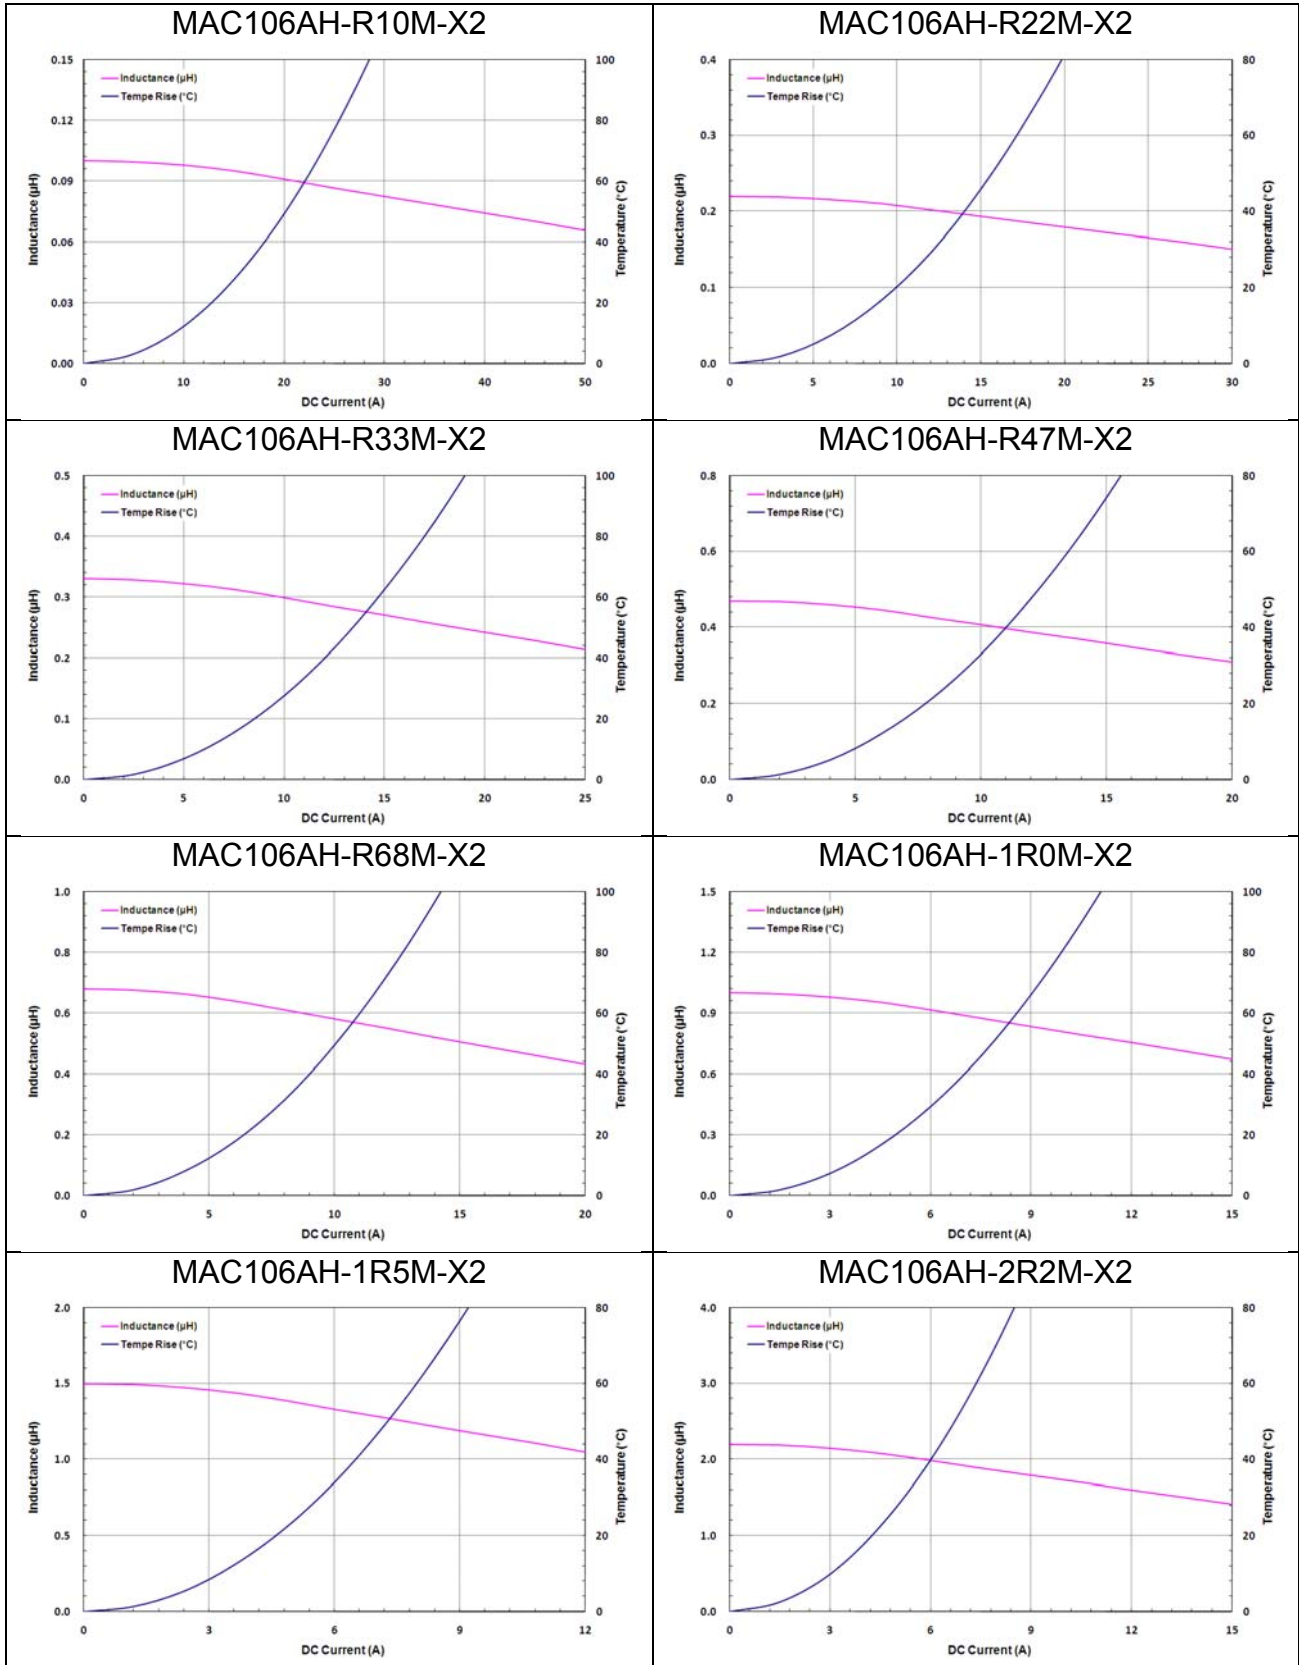 MAC106AH-R10M-X2
Inductance (µH)
Tempe Rise (°C)
0.15
0.12
0.09
0.06
0.03
0.00
Inductance (µH)
100
80
60
40
20
0
Temperature (°C)
0 10 20 30 40 50
DC Current (A)
MAC106AH-R22M-X2
Inductance (µH)
Tempe Rise (°C)
0.4
0.3
0.2
0.1
0.0
Inductance (µH)
80
60
40
20
0
Temperature (°C)
0 5 10 15 20 25 30
DC Current (A)
MAC106AH-R33M-X2
Inductance (µH)
Tempe Rise (°C)
0.5
0.4
0.3
0.2
0.1
0.0
Inductance (µH)
100
80
60
40
20
0
Temperature (°C)
0 5 10 15 20 25
DC Current (A)
MAC106AH-R47M-X2
Inductance (µH)
Tempe Rise (°C)
0.8
0.6
0.4
0.2
0.0
Inductance (µH)
80
60
40
20
0
Temperature (°C)
0 5 10 15 20
DC Current (A)
MAC106AH-R68M-X2
Inductance (µH)
Tempe Rise (°C)
1.0
0.8
0.6
0.4
0.2
0.0
Inductance (µH)
100
80
60
40
20
0
Temperature (°C)
0 5 10 15 20
DC Current (A)
MAC106AH-1R0M-X2
Inductance (µH)
Tempe Rise (°C)
1.5
1.2
0.9
0.6
0.3
0.0
Inductance (µH)
100
80
60
40
20
0
Temperature (°C)
0 3 6 9 12 15
DC Current (A)
MAC106AH-1R5M-X2
Inductance (µH)
Tempe Rise (°C)
2.0
1.5
1.0
0.5
0.0
Inductance (µH)
80
60
40
20
0
Temperature (°C)
0 3 6 9 12
DC Current (A)
MAC106AH-2R2M-X2
Inductance (µH)
Tempe Rise (°C)
4.0
3.0
2.0
1.0
0.0
Inductance (µH)
80
60
40
20
0
Temperature (°C)
0 3 6 9 12 15
DC Current (A)